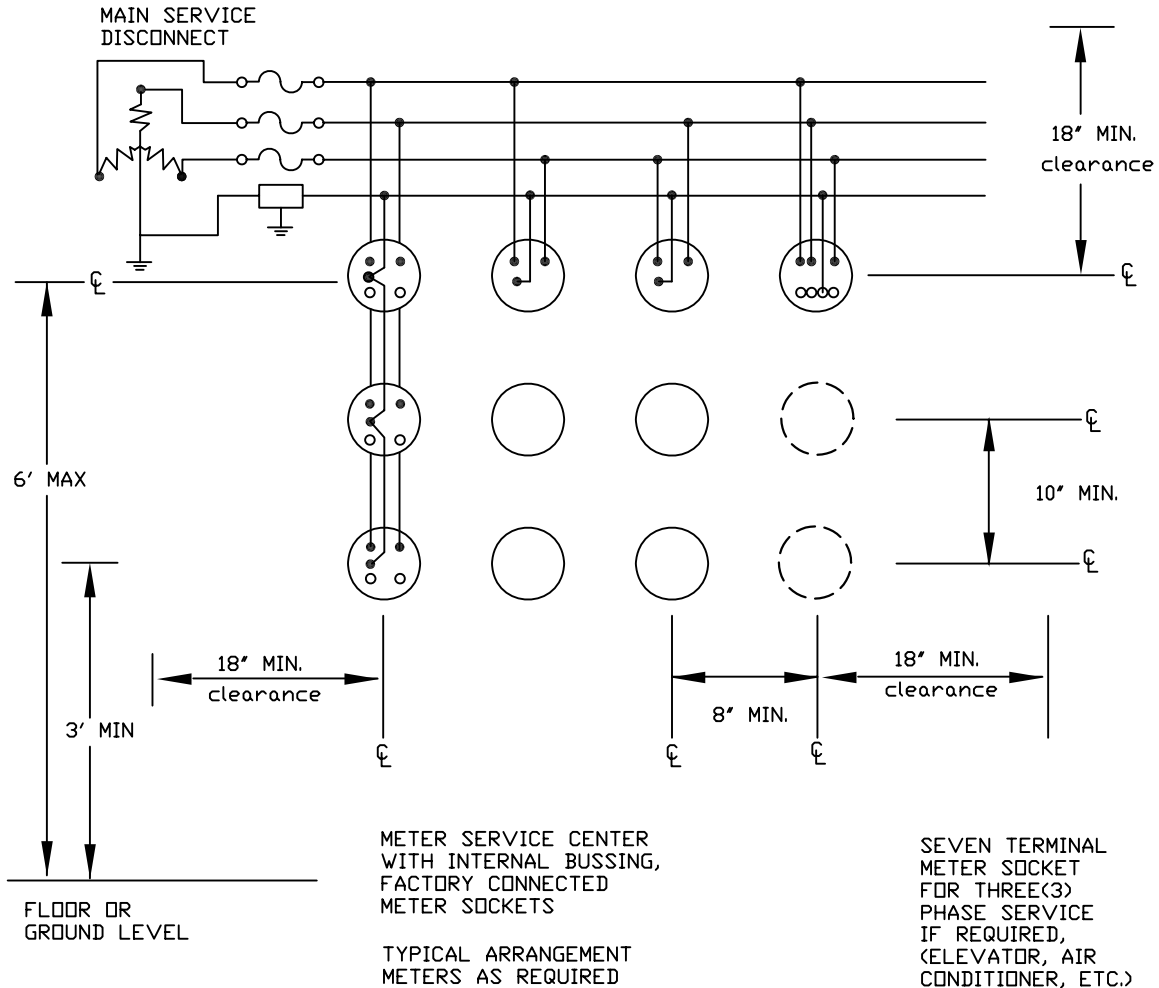 MAIN SERVICE
DISCONNECT
18" MIN.
clearance
℄
℄
6' MAX
℄
10" MIN.
℄
18" MIN.
clearance
18" MIN.
clearance
3' MIN
8" MIN.
℄
℄
℄
METER SERVICE CENTER
WITH INTERNAL BUSSING,
FACTORY CONNECTED
METER SOCKETS
TYPICAL ARRANGEMENT
METERS AS REQUIRED
SEVEN TERMINAL
METER SOCKET
FOR THREE(3)
PHASE SERVICE
IF REQUIRED,
(ELEVATOR, AIR
CONDITIONER, ETC.)
FLOOR OR
GROUND LEVEL